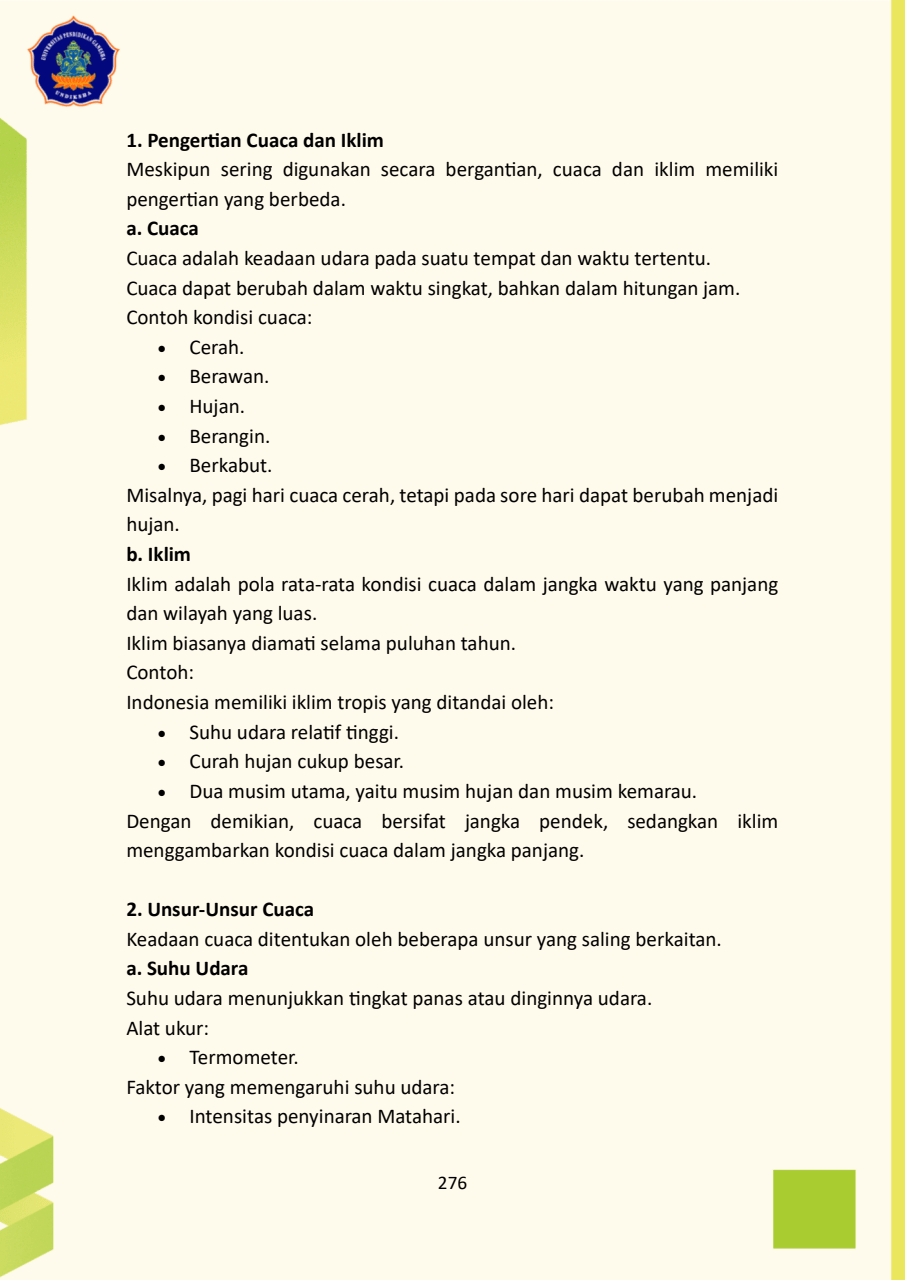 UNIVERSITAS PENDIDIKAN GANESHA
UNDIKSHA
1. Pengertian Cuaca dan Iklim
Meskipun sering digunakan secara bergantian, cuaca dan iklim memiliki
pengertian yang berbeda.
a. Cuaca
Cuaca adalah keadaan udara pada suatu tempat dan waktu tertentu.
Cuaca dapat berubah dalam waktu singkat, bahkan dalam hitungan jam.
Contoh kondisi cuaca:
• Cerah.
• Berawan.
• Hujan.
• Berangin.
• Berkabut.
Misalnya, pagi hari cuaca cerah, tetapi pada sore hari dapat berubah menjadi
hujan.
b. Iklim
Iklim adalah pola rata-rata kondisi cuaca dalam jangka waktu yang panjang
dan wilayah yang luas.
Iklim biasanya diamati selama puluhan tahun.
Contoh:
Indonesia memiliki iklim tropis yang ditandai oleh:
• Suhu udara relatif tinggi.
• Curah hujan cukup besar.
• Dua musim utama, yaitu musim hujan dan musim kemarau.
Dengan demikian, cuaca bersifat jangka pendek, sedangkan iklim
menggambarkan kondisi cuaca dalam jangka panjang.
2. Unsur-Unsur Cuaca
Keadaan cuaca ditentukan oleh beberapa unsur yang saling berkaitan.
a. Suhu Udara
Suhu udara menunjukkan tingkat panas atau dinginnya udara.
Alat ukur:
• Termometer.
Faktor yang memengaruhi suhu udara:
• Intensitas penyinaran Matahari.
276